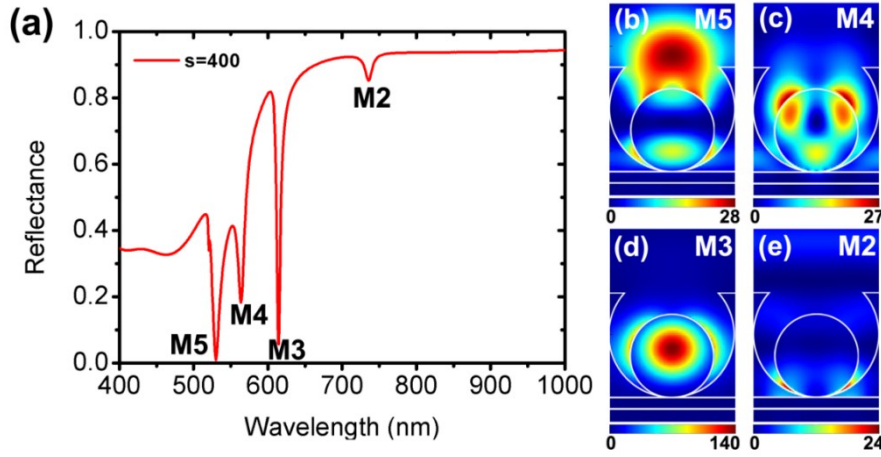 (a)
s=400
Reflectance
1.0
0.8
0.6
0.4
0.2
0.0
M2
M5
M4
M3
400 500 600 700 800 900 1000
Wavelength (nm)
(b) M5
0 28
(c) M4
0 27
(d) M3
0 140
(e) M2
0 24